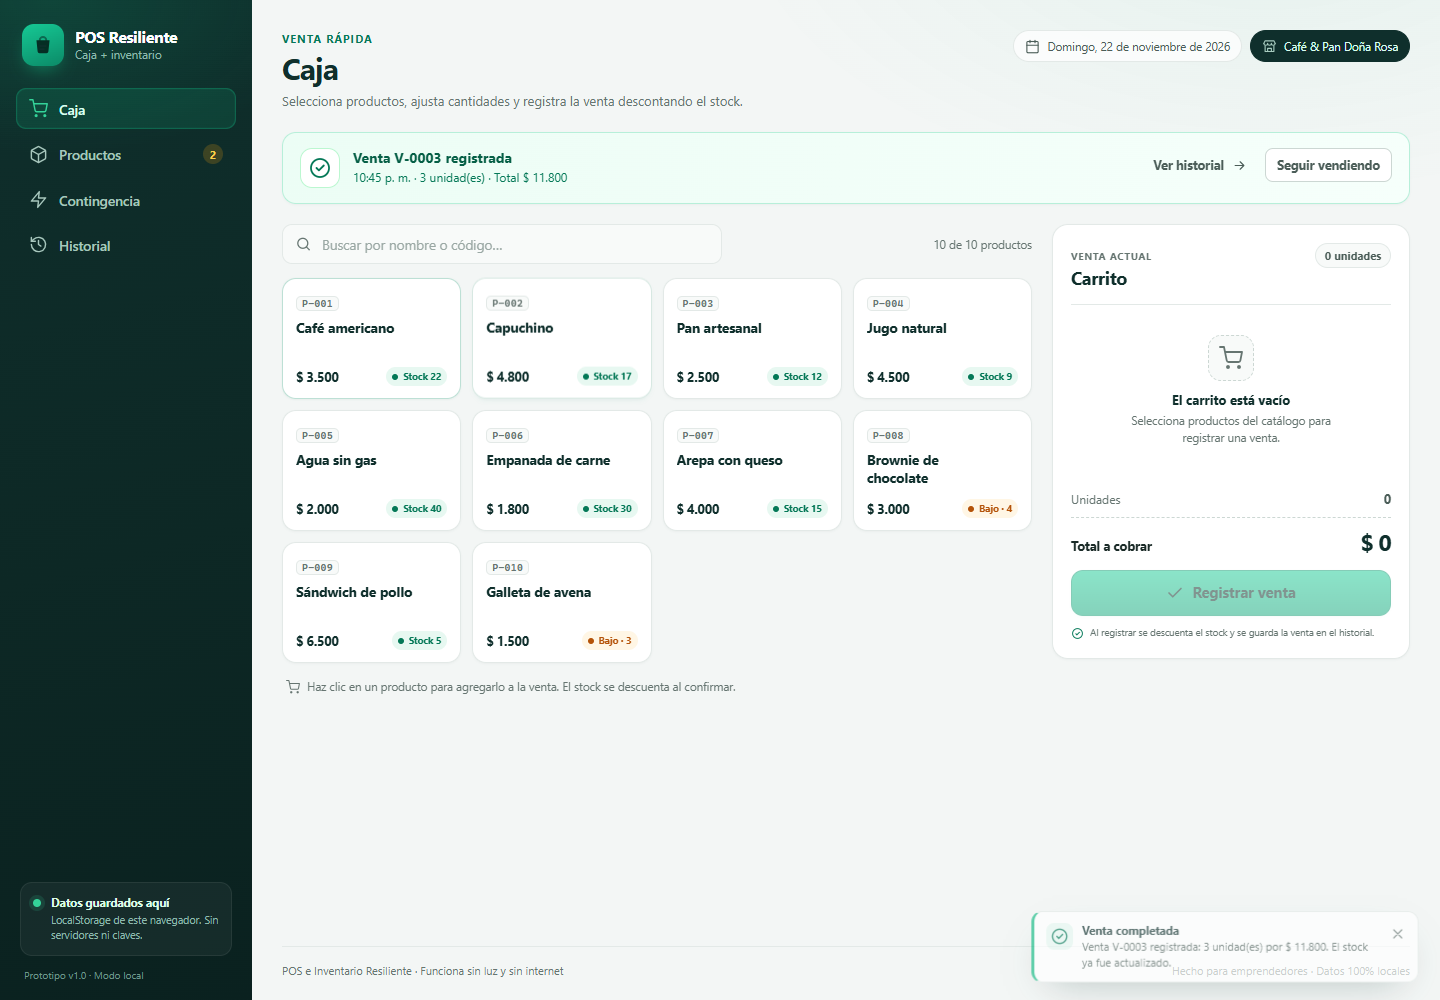 POS Resiliente
Caja + inventario
Caja
Productos
2
Contingencia
Historial
Datos guardados aquí
LocalStorage de este navegador. Sin
servidores ni claves.
Prototipo v1.0 · Modo local
VENTA RÁPIDA
Caja
Selecciona productos, ajusta cantidades y registra la venta descontando el stock.
Domingo, 22 de noviembre de 2026
Café & Pan Doña Rosa
Venta V-0003 registrada
10:45 p. m. · 3 unidad(es) · Total $ 11.800
Ver historial →
Seguir vendiendo
Buscar por nombre o código...
10 de 10 productos
P-001
Café americano
$ 3.500
Stock 22
P-002
Capuchino
$ 4.800
Stock 17
P-003
Pan artesanal
$ 2.500
Stock 12
P-004
Jugo natural
$ 4.500
Stock 9
P-005
Agua sin gas
$ 2.000
Stock 40
P-006
Empanada de carne
$ 1.800
Stock 30
P-007
Arepa con queso
$ 4.000
Stock 15
P-008
Brownie de
chocolate
$ 3.000
Bajo · 4
P-009
Sándwich de pollo
$ 6.500
Stock 5
P-010
Galleta de avena
$ 1.500
Bajo · 3
Haz clic en un producto para agregarlo a la venta. El stock se descuenta al confirmar.
VENTA ACTUAL
Carrito
0 unidades
El carrito está vacío
Selecciona productos del catálogo para
registrar una venta.
Unidades
0
Total a cobrar
$ 0
Registrar venta
Al registrar se descuenta el stock y se guarda la venta en el historial.
POS e Inventario Resiliente · Funciona sin luz y sin internet
Venta completada
Venta V-0003 registrada: 3 unidad(es) por $ 11.800. El stock
ya fue actualizado.
Hecho para emprendedores · Datos 100% locales